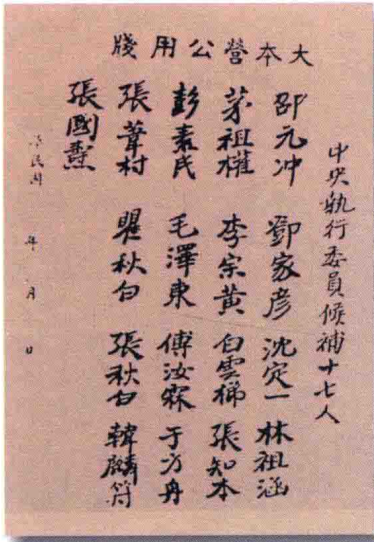 大本營公用牋
中央執行委員候補十七人
邵元冲 鄧家彦 沈定一 林祖涵
茅祖權 李宗黃 白雲梯 張知本
彭素民 毛澤東 傅汝霖 于方舟
張葦村 瞿秋白 張秋白 韓麟符
張國燾
華民國 年 月 日